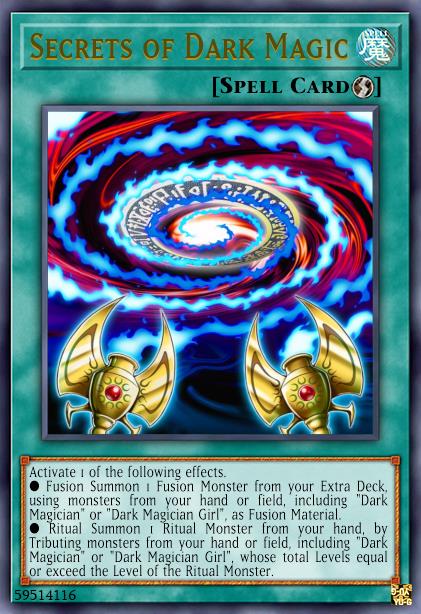 SECRETS OF DARK MAGIC
SPELL
魔
[SPELL CARD]
Activate 1 of the following effects.
● Fusion Summon 1 Fusion Monster from your Extra Deck,
using monsters from your hand or field, including "Dark
Magician" or "Dark Magician Girl", as Fusion Material.
● Ritual Summon 1 Ritual Monster from your hand, by
Tributing monsters from your hand or field, including "Dark
Magician" or "Dark Magician Girl", whose total Levels equal
or exceed the Level of the Ritual Monster.
59514116